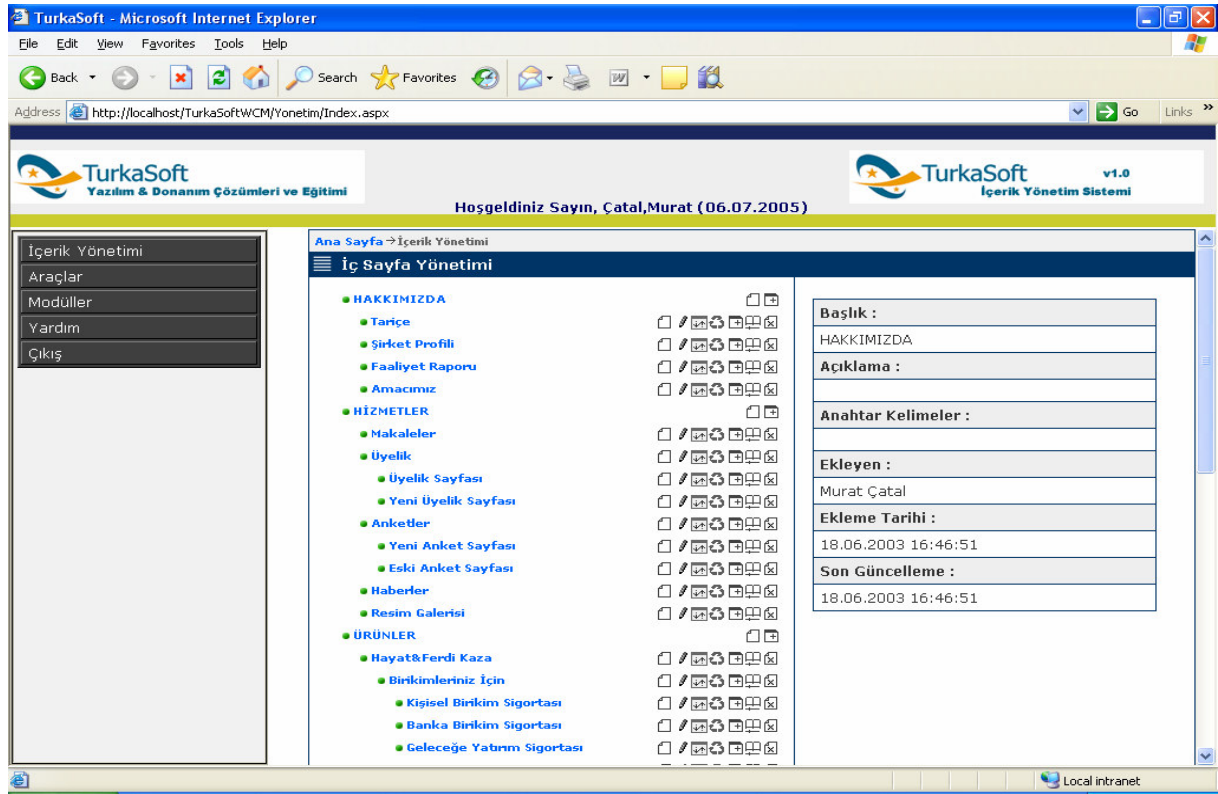 TurkaSoft - Microsoft Internet Explorer
File Edit View Favorites Tools Help
Back Search Favorites
Address http://localhost/TurkaSoftWCM/Yonetim/Index.aspx Go Links »
TurkaSoft
Yazılım & Donanım Çözümleri ve Eğitimi
TurkaSoft v1.0
İçerik Yönetim Sistemi
Hoşgeldiniz Sayın, Çatal,Murat (06.07.2005)
İçerik Yönetimi
Araçlar
Modüller
Yardım
Çıkış
Ana Sayfa→İçerik Yönetimi
İç Sayfa Yönetimi
HAKKIMIZDA
Tariçe
Şirket Profili
Faaliyet Raporu
Amacımız
HİZMETLER
Makaleler
Üyelik
Üyelik Sayfası
Yeni Üyelik Sayfası
Anketler
Yeni Anket Sayfası
Eski Anket Sayfası
Haberler
Resim Galerisi
ÜRÜNLER
Hayat&Ferdi Kaza
Birikimleriniz İçin
Kişisel Birikim Sigortası
Banka Birikim Sigortası
Geleceğe Yatırım Sigortası
Başlık :
HAKKIMIZDA
Açıklama :
Anahtar Kelimeler :
Ekleyen :
Murat Çatal
Ekleme Tarihi :
18.06.2003 16:46:51
Son Güncelleme :
18.06.2003 16:46:51
Local intranet